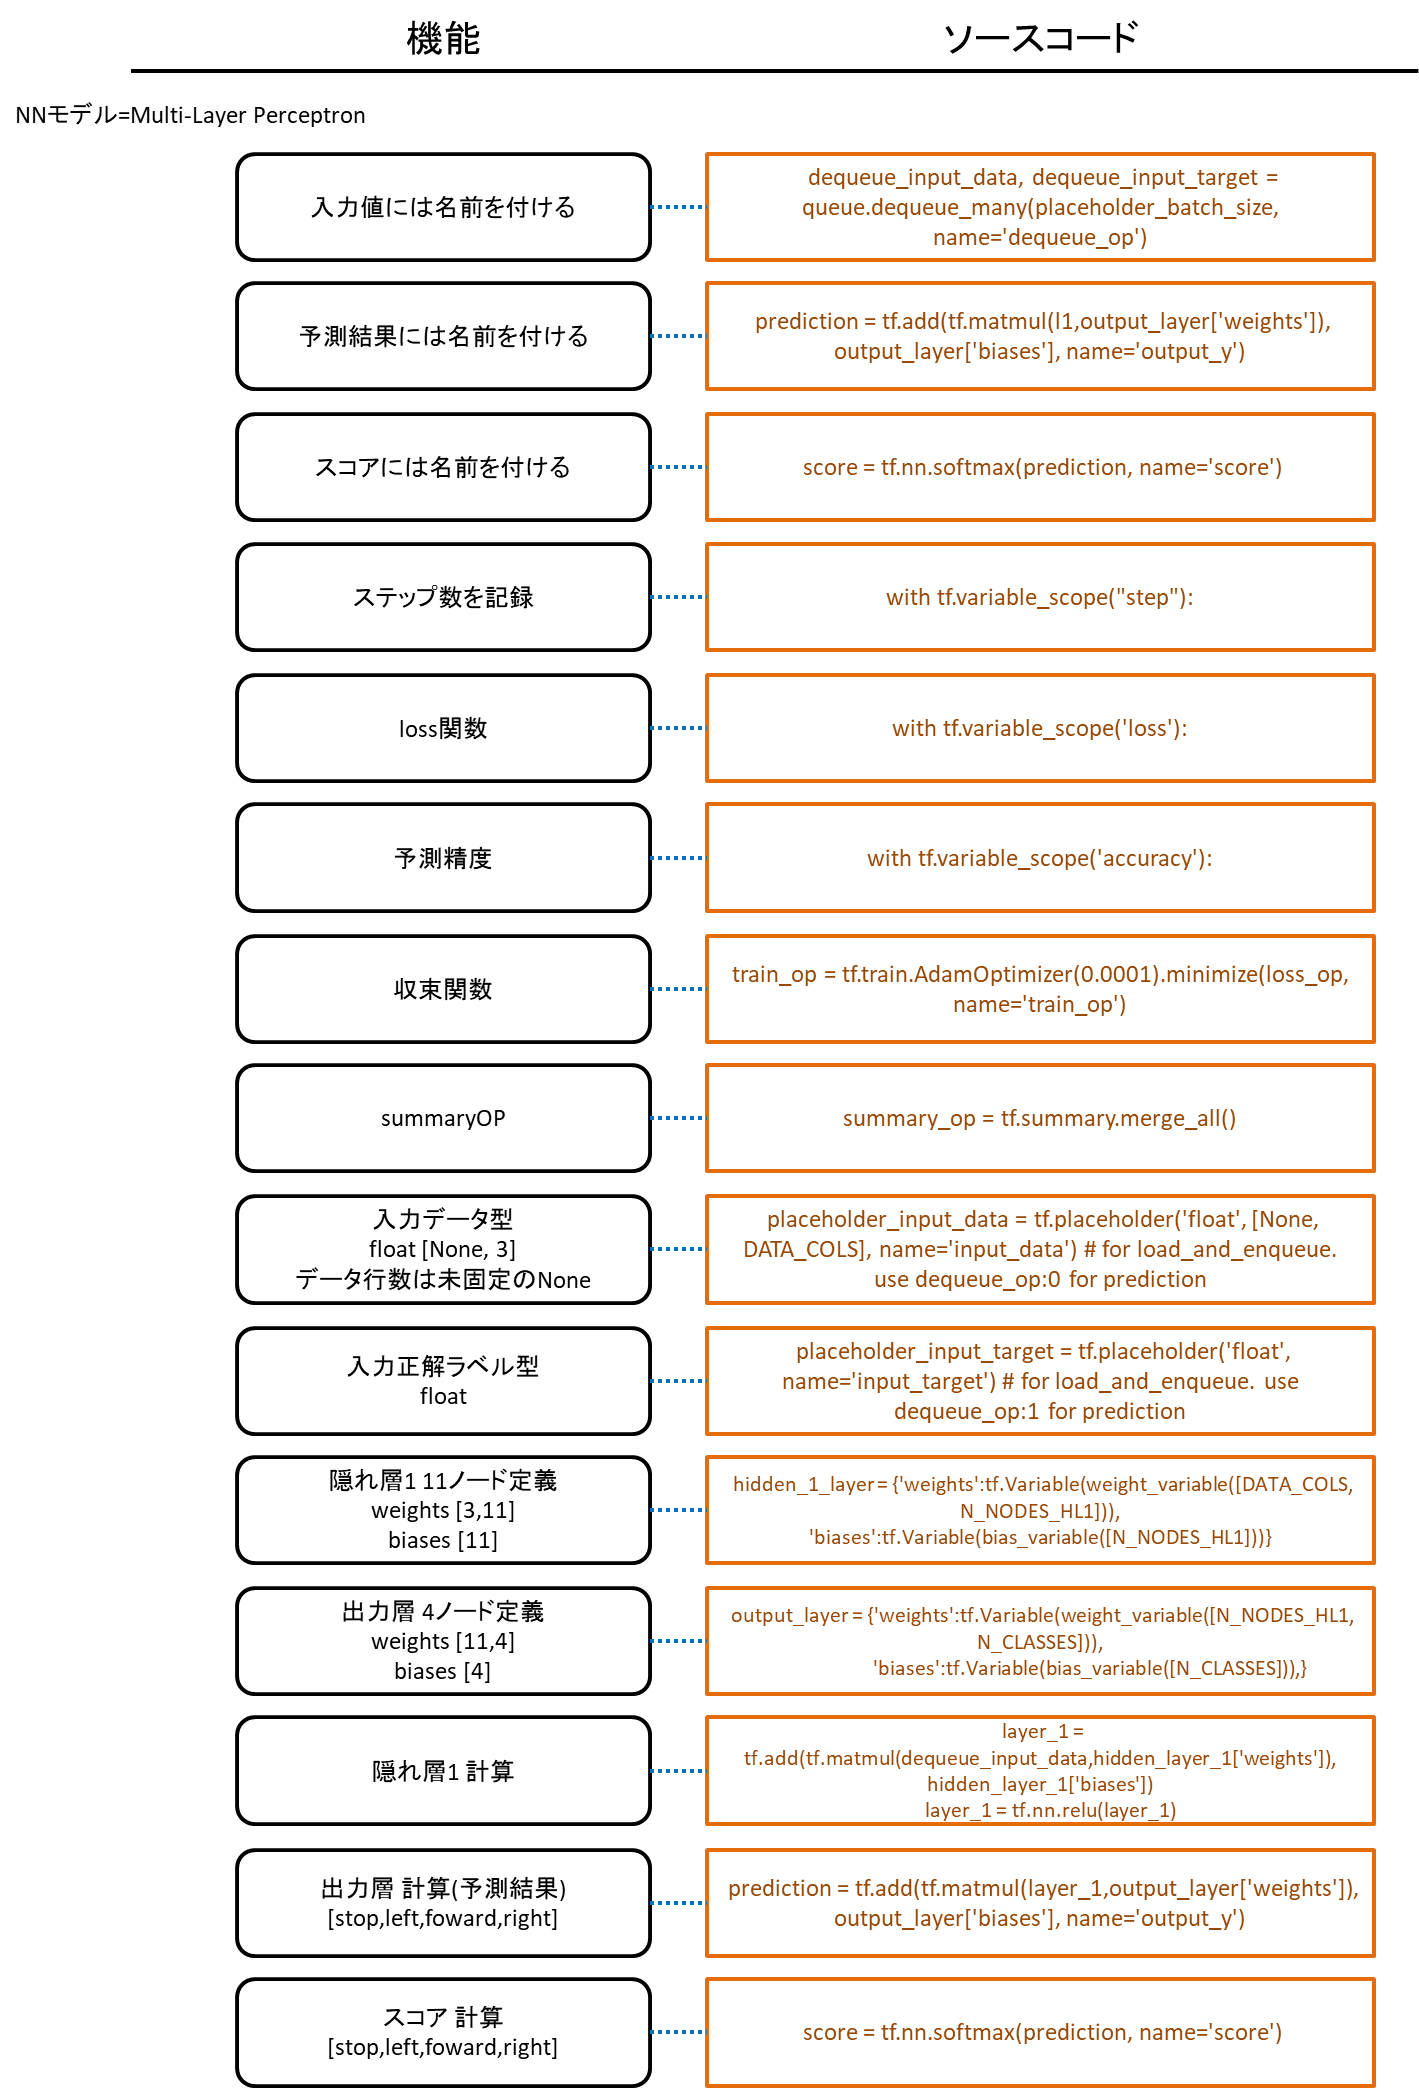 機能
ソースコード
NNモデル=Multi-Layer Perceptron
入力値には名前を付ける
dequeue_input_data, dequeue_input_target =
queue.dequeue_many(placeholder_batch_size,
name='dequeue_op')
予測結果には名前を付ける
prediction = tf.add(tf.matmul(l1,output_layer['weights']),
output_layer['biases'], name='output_y')
スコアには名前を付ける
score = tf.nn.softmax(prediction, name='score')
ステップ数を記録
with tf.variable_scope("step"):
loss関数
with tf.variable_scope('loss'):
予測精度
with tf.variable_scope('accuracy'):
収束関数
train_op = tf.train.AdamOptimizer(0.0001).minimize(loss_op,
name='train_op')
summaryOP
summary_op = tf.summary.merge_all()
入力データ型
float [None, 3]
データ行数は未固定のNone
placeholder_input_data = tf.placeholder('float', [None,
DATA_COLS], name='input_data') # for load_and_enqueue.
use dequeue_op:0 for prediction
入力正解ラベル型
float
placeholder_input_target = tf.placeholder('float',
name='input_target') # for load_and_enqueue. use
dequeue_op:1 for prediction
隠れ層1 11ノード定義
weights [3,11]
biases [11]
hidden_1_layer = {'weights':tf.Variable(weight_variable([DATA_COLS,
N_NODES_HL1])),
'biases':tf.Variable(bias_variable([N_NODES_HL1]))}
出力層 4ノード定義
weights [11,4]
biases [4]
output_layer = {'weights':tf.Variable(weight_variable([N_NODES_HL1,
N_CLASSES])),
'biases':tf.Variable(bias_variable([N_CLASSES])),}
隠れ層1 計算
layer_1 =
tf.add(tf.matmul(dequeue_input_data,hidden_layer_1['weights']),
hidden_layer_1['biases'])
layer_1 = tf.nn.relu(layer_1)
出力層 計算(予測結果)
[stop,left,foward,right]
prediction = tf.add(tf.matmul(layer_1,output_layer['weights']),
output_layer['biases'], name='output_y')
スコア 計算
[stop,left,foward,right]
score = tf.nn.softmax(prediction, name='score')